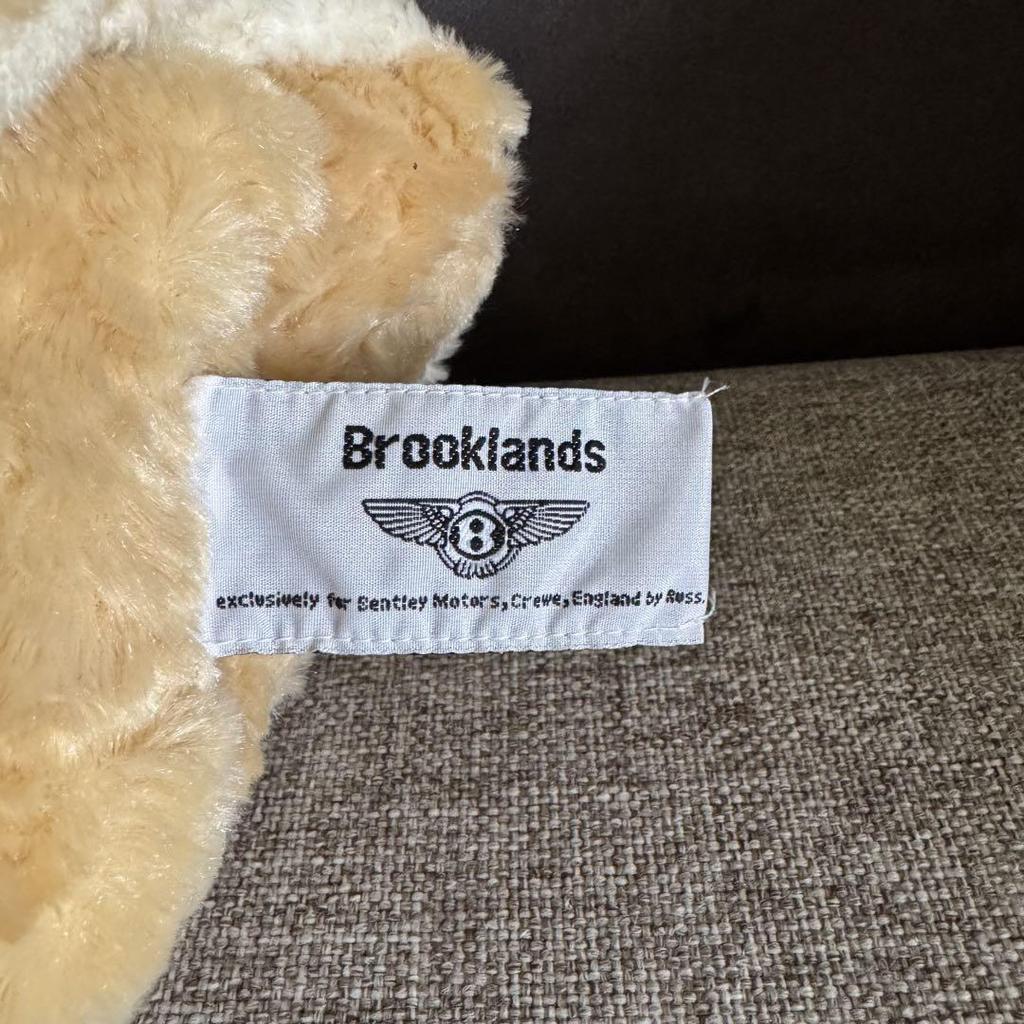 Brooklands
B
exclusively for Bentley Motors, Crewe, England by Russ.